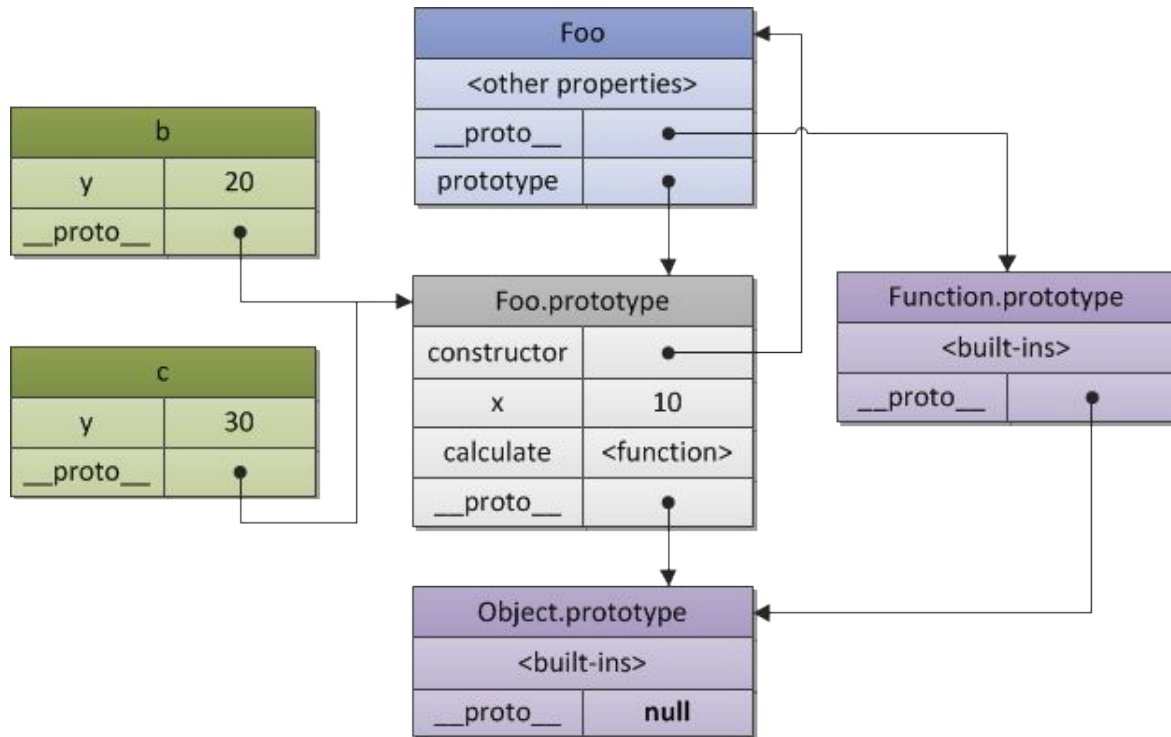 Foo
<other properties>
__proto__
prototype
b
y 20
__proto__
c
y 30
__proto__
Foo.prototype
constructor
x 10
calculate <function>
__proto__
Function.prototype
<built-ins>
__proto__
Object.prototype
<built-ins>
__proto__ null